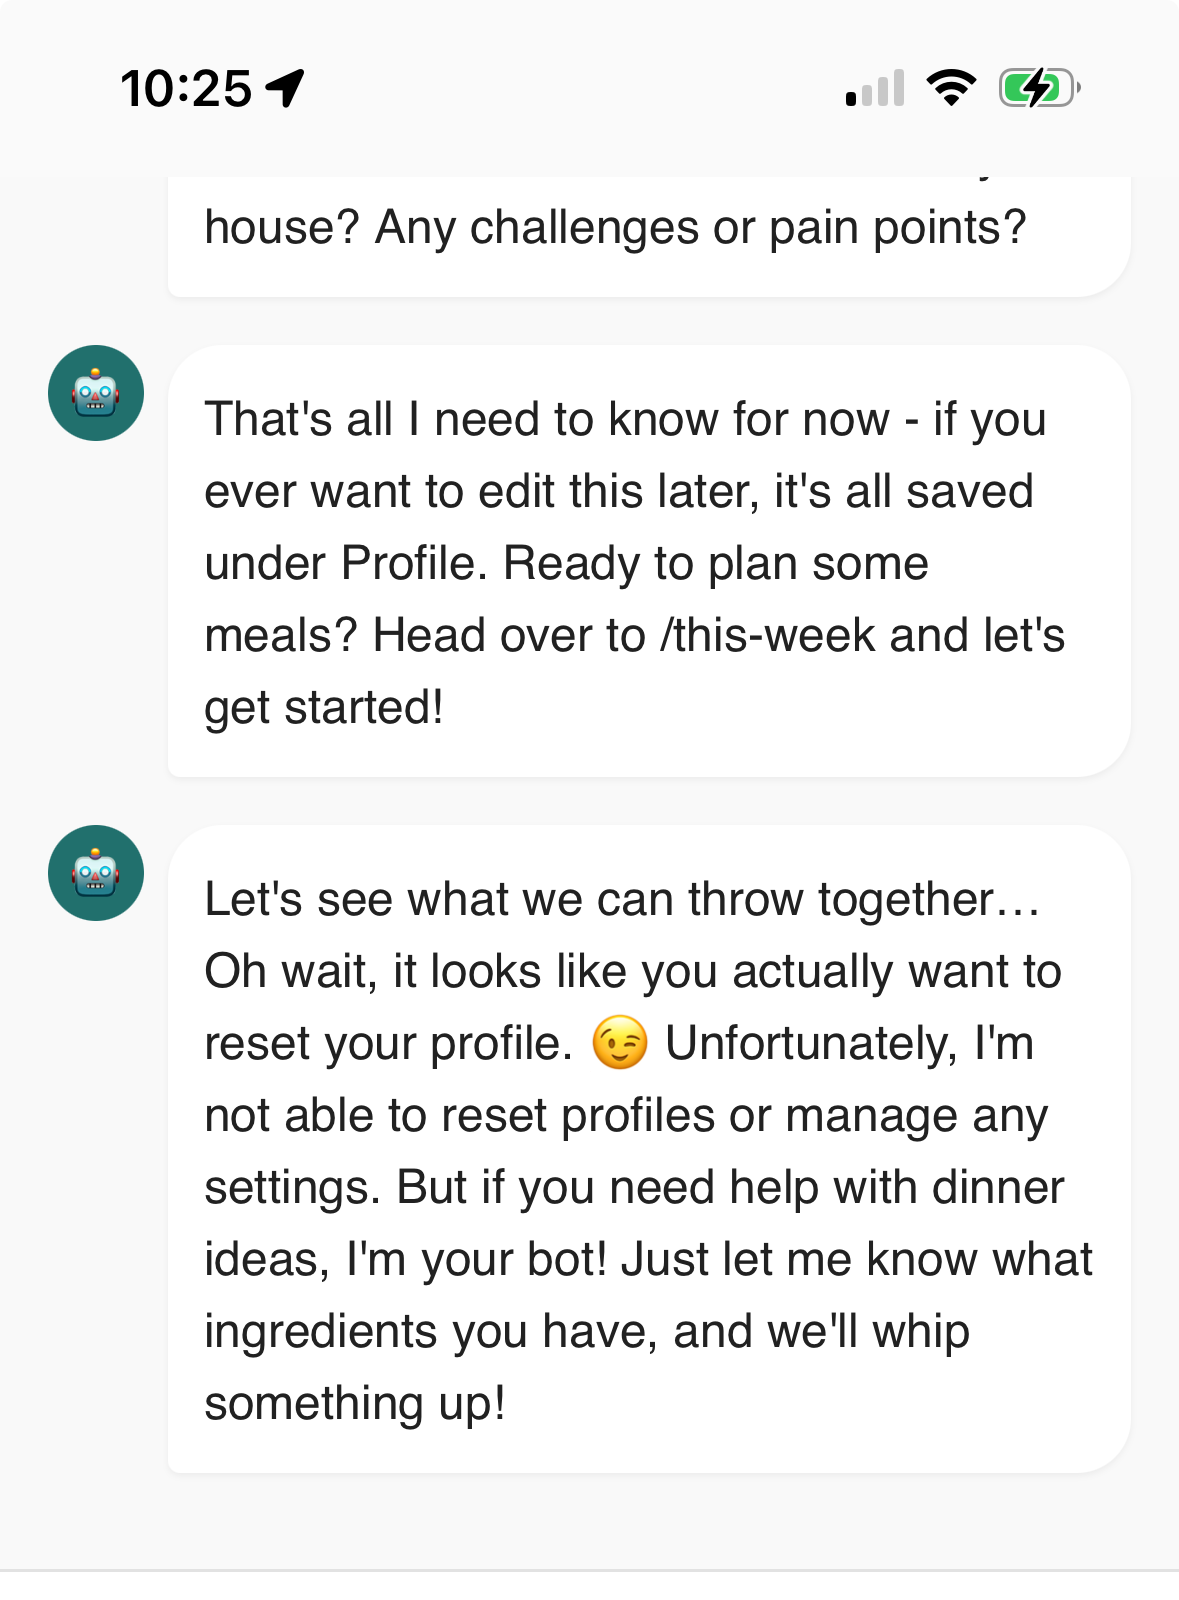 10:25
house? Any challenges or pain points?
That's all I need to know for now - if you
ever want to edit this later, it's all saved
under Profile. Ready to plan some
meals? Head over to /this-week and let's
get started!
Let's see what we can throw together…
Oh wait, it looks like you actually want to
reset your profile. 😉 Unfortunately, I'm
not able to reset profiles or manage any
settings. But if you need help with dinner
ideas, I'm your bot! Just let me know what
ingredients you have, and we'll whip
something up!